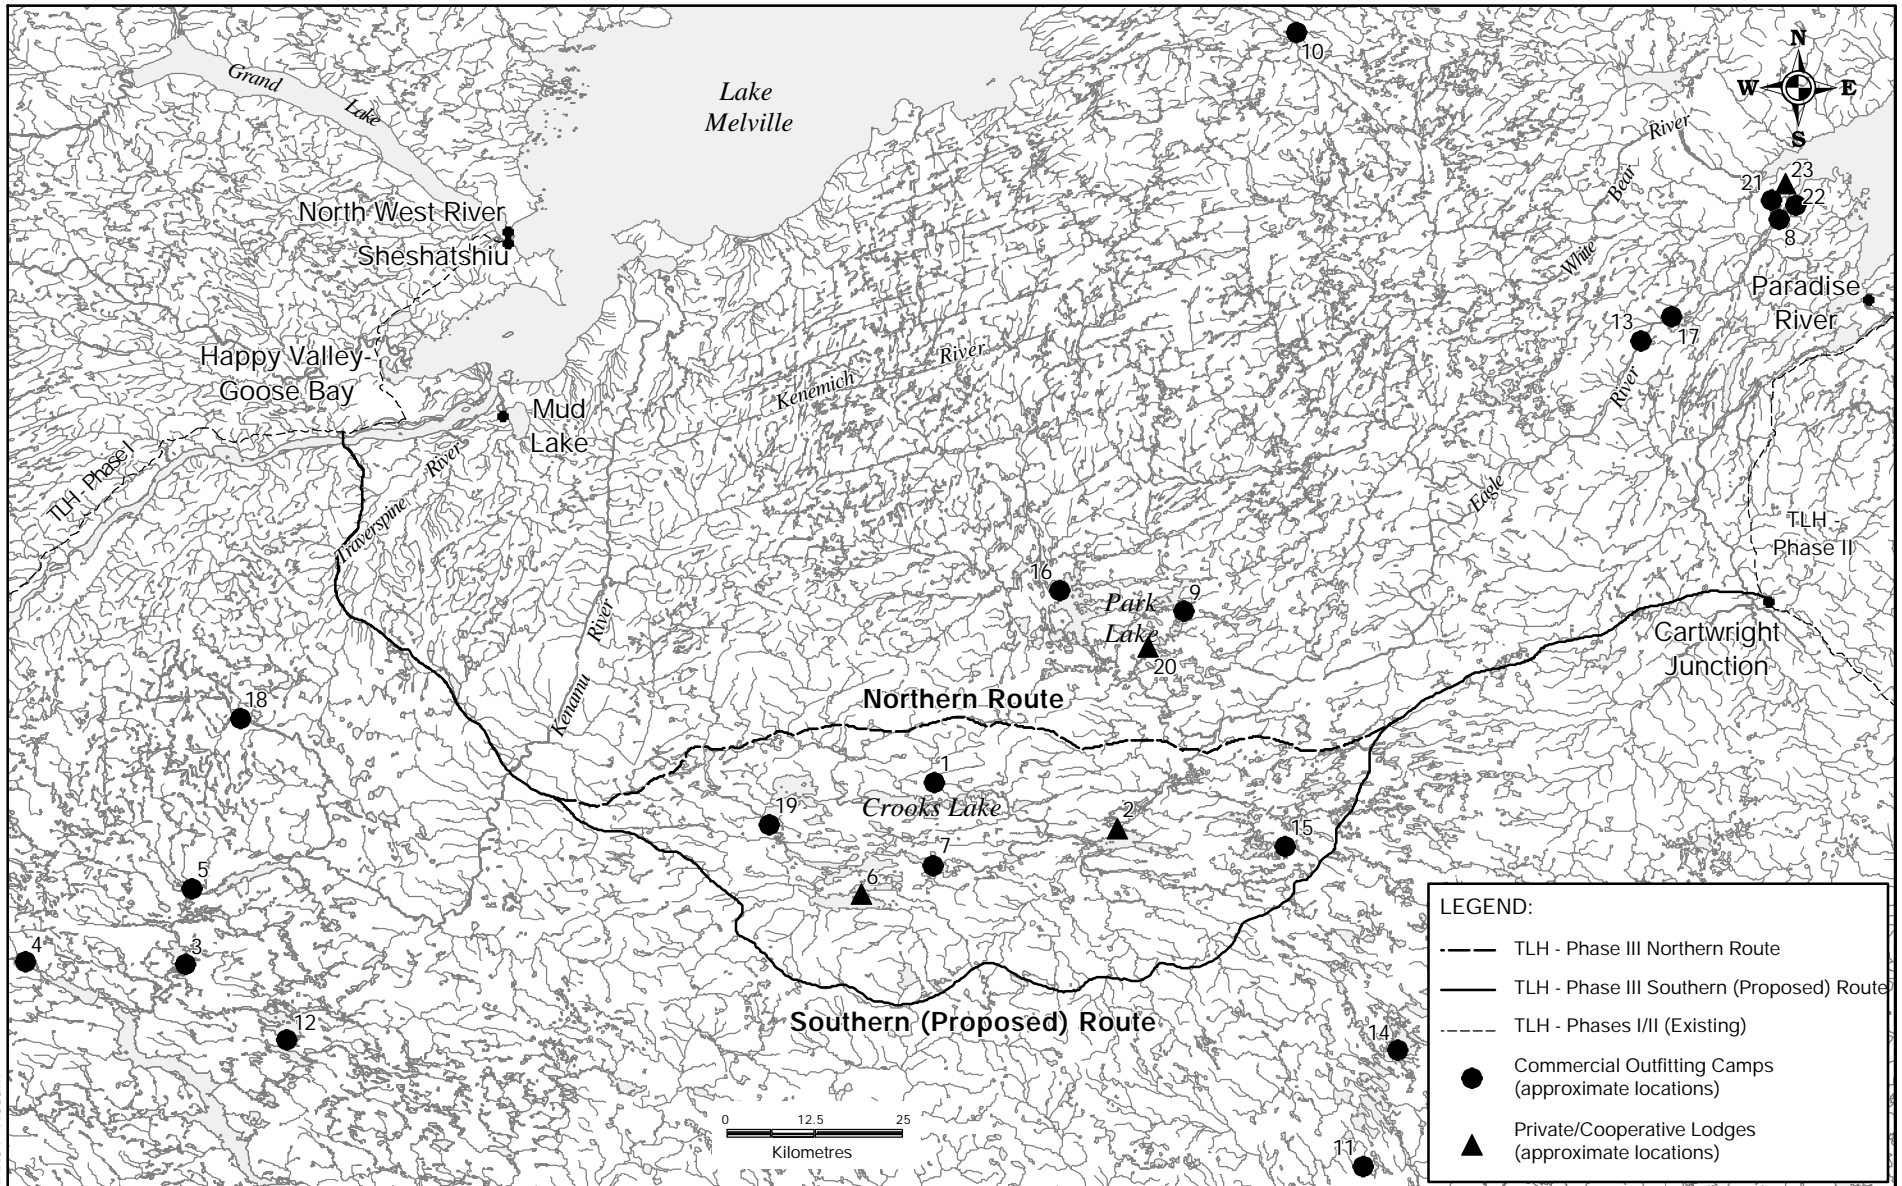 10
N
W E
S
Grand
Lake
Lake
Melville
River
Bear
White
23
21
22
8
North West River
Sheshatshiu
Paradise
River
13
17
River
Happy Valley-
Goose Bay
Kenemich
River
Mud
Lake
TLH - Phase I
Traverspine
River
Eagle
TLH -
Phase II
16
9
Park
Lake
20
River
Kenamu
Cartwright
Junction
18
Northern Route
1
Crooks Lake
19
2
15
7
6
5
4
3
12
Southern (Proposed) Route
14
11
0 12.5 25
Kilometres
LEGEND:
TLH - Phase III Northern Route
TLH - Phase III Southern (Proposed) Route
TLH - Phases I/II (Existing)
Commercial Outfitting Camps
(approximate locations)
Private/Cooperative Lodges
(approximate locations)